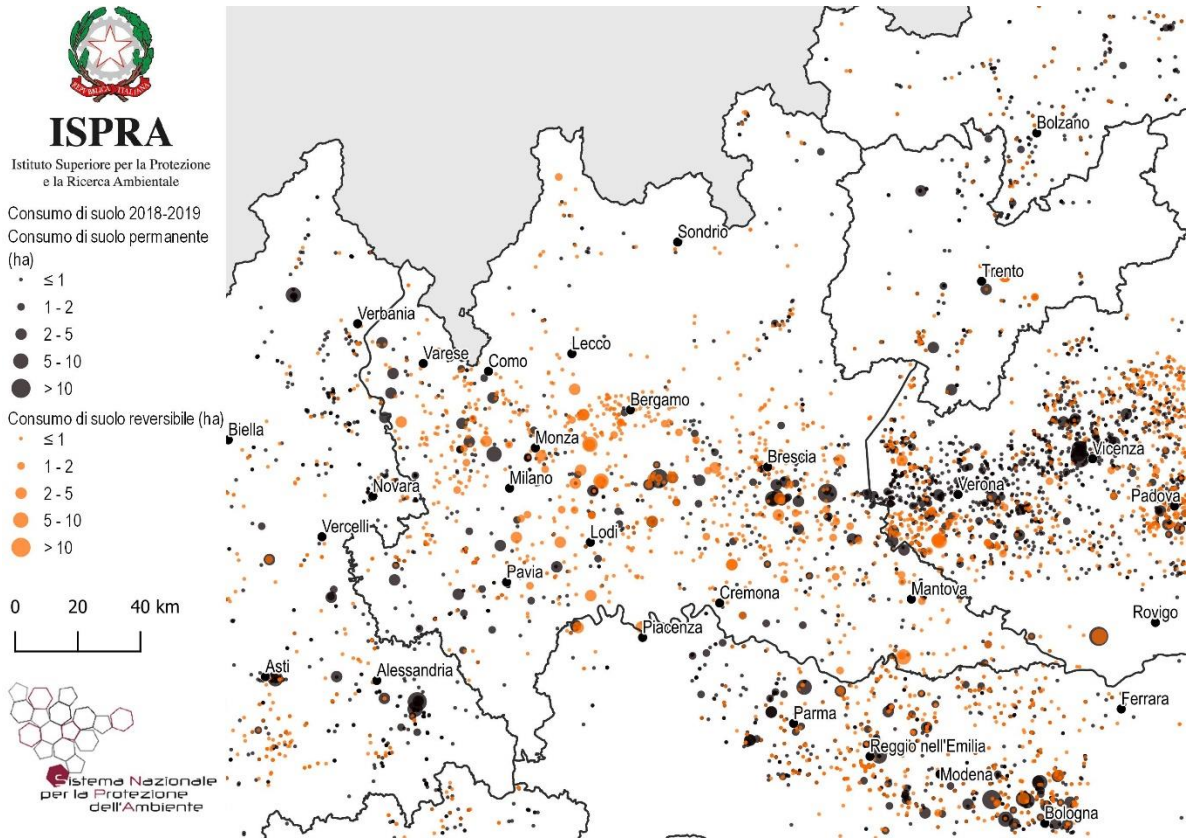 REPUBBLICA ITALIANA
ISPRA
Istituto Superiore per la Protezione
e la Ricerca Ambientale
Consumo di suolo 2018-2019
Consumo di suolo permanente
(ha)
≤ 1
1 - 2
2 - 5
5 - 10
> 10
Consumo di suolo reversibile (ha)
≤ 1
1 - 2
2 - 5
5 - 10
> 10
0 20 40 km
Sistema Nazionale
per la Protezione
dell'Ambiente
Bolzano
Sondrio
Trento
Verbania
Lecco
Varese
Como
Bergamo
Biella
Monza
Vicenza
Brescia
Milano
Novara
Verona
Padova
Vercelli
Lodi
Pavia
Cremona
Mantova
Rovigo
Piacenza
Asti
Alessandria
Ferrara
Parma
Reggio nell'Emilia
Modena
Bologna